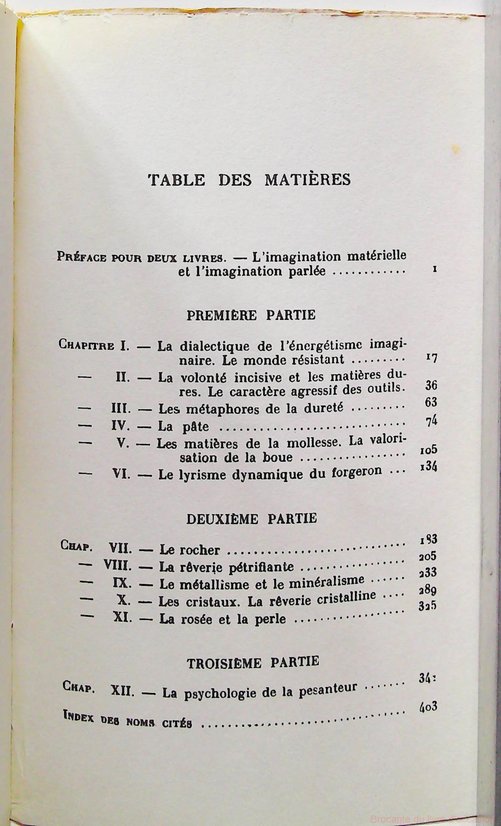 TABLE DES MATIÈRES
PRÉFACE POUR DEUX LIVRES. — L'imagination matérielle
et l'imagination parlée ............ 1
PREMIÈRE PARTIE
CHAPITRE I. — La dialectique de l'énergétisme imagi-
naire. Le monde résistant ......... 17
— II. — La volonté incisive et les matières du-
res. Le caractère agressif des outils. 36
— III. — Les métaphores de la dureté ......... 63
— IV. — La pâte .............................. 74
— V. — Les matières de la mollesse. La valori-
sation de la boue ................. 105
— VI. — Le lyrisme dynamique du forgeron ... 134
DEUXIÈME PARTIE
CHAP. VII. — Le rocher ............................ 183
— VIII. — La rêverie pétrifiante ................ 205
— IX. — Le métallisme et le minéralisme ...... 233
— X. — Les cristaux. La rêverie cristalline .... 289
— XI. — La rosée et la perle ................. 325
TROISIÈME PARTIE
CHAP. XII. — La psychologie de la pesanteur ....... 341
INDEX DES NOMS CITÉS ................................ 403